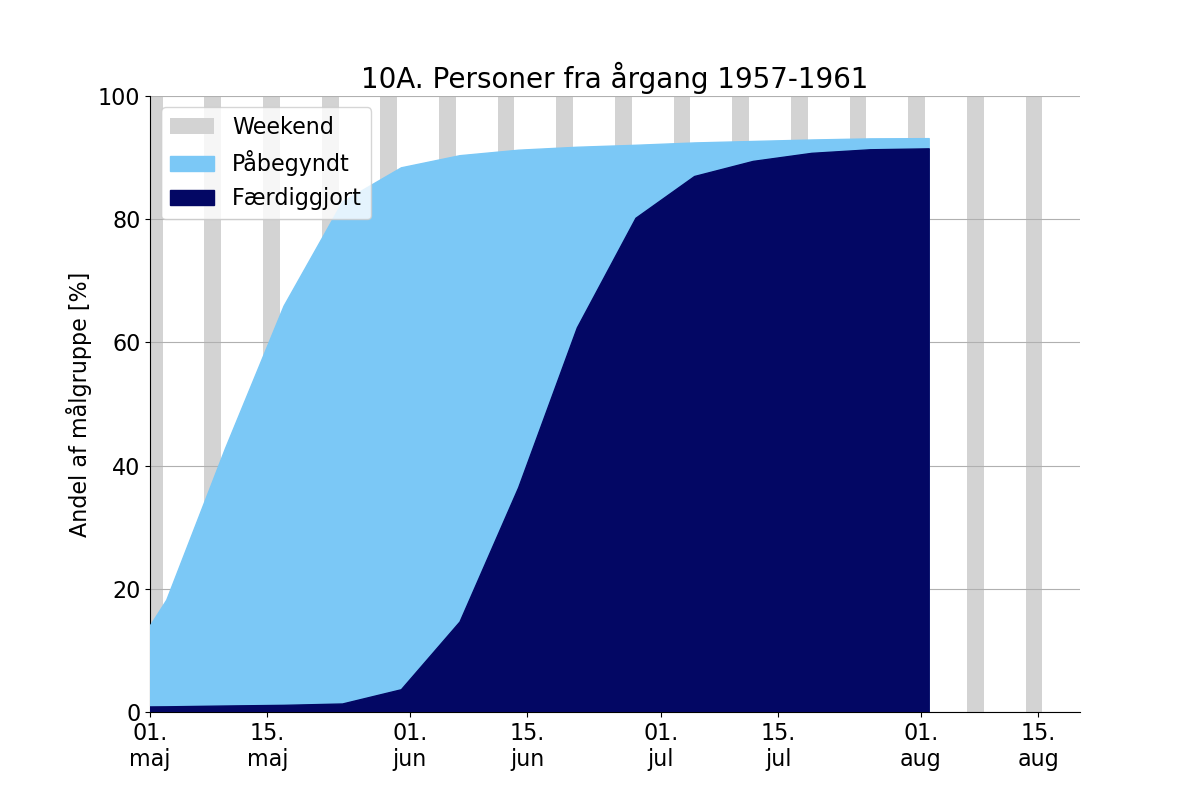 10A. Personer fra årgang 1957-1961
100
80
60
40
20
0
Andel af målgruppe [%]
Weekend
Påbegyndt
Færdiggjort
01. 15. 01. 15. 01. 15. 01. 15.
maj maj jun jun jul jul aug aug